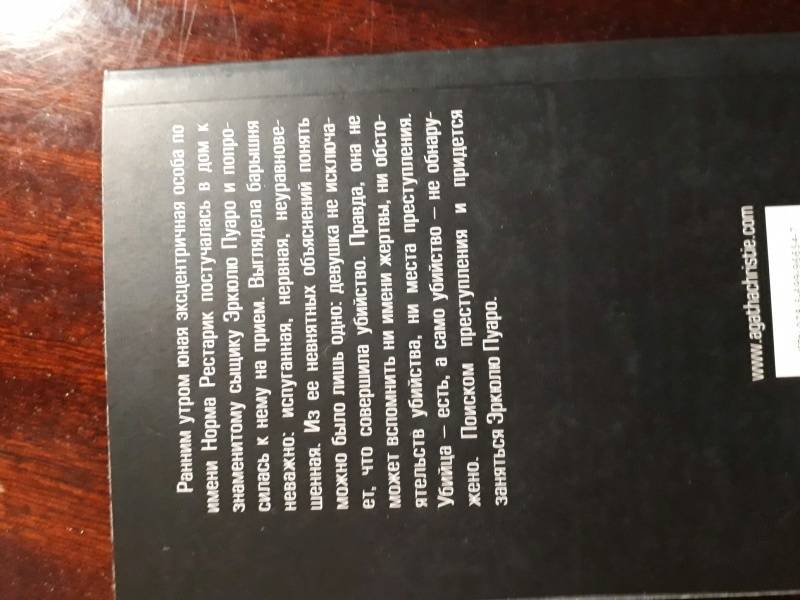 Ранним утром юная эксцентричная особа по
имени Норма Рестарик постучалась в дом к
знаменитому сыщику Эркюлю Пуаро и попро-
силась к нему на прием. Выглядела барышня
неважно: испуганная, нервная, неуравнове-
шенная. Из ее невнятных объяснений понять
можно было лишь одно: девушка не исключа-
ет, что совершила убийство. Правда, она не
может вспомнить ни имени жертвы, ни обсто-
ятельств убийства, ни места преступления.
Убийца – есть, а само убийство – не обнару-
жено. Поиском преступления и придется
заняться Эркюлю Пуаро.
www.agathachristie.com